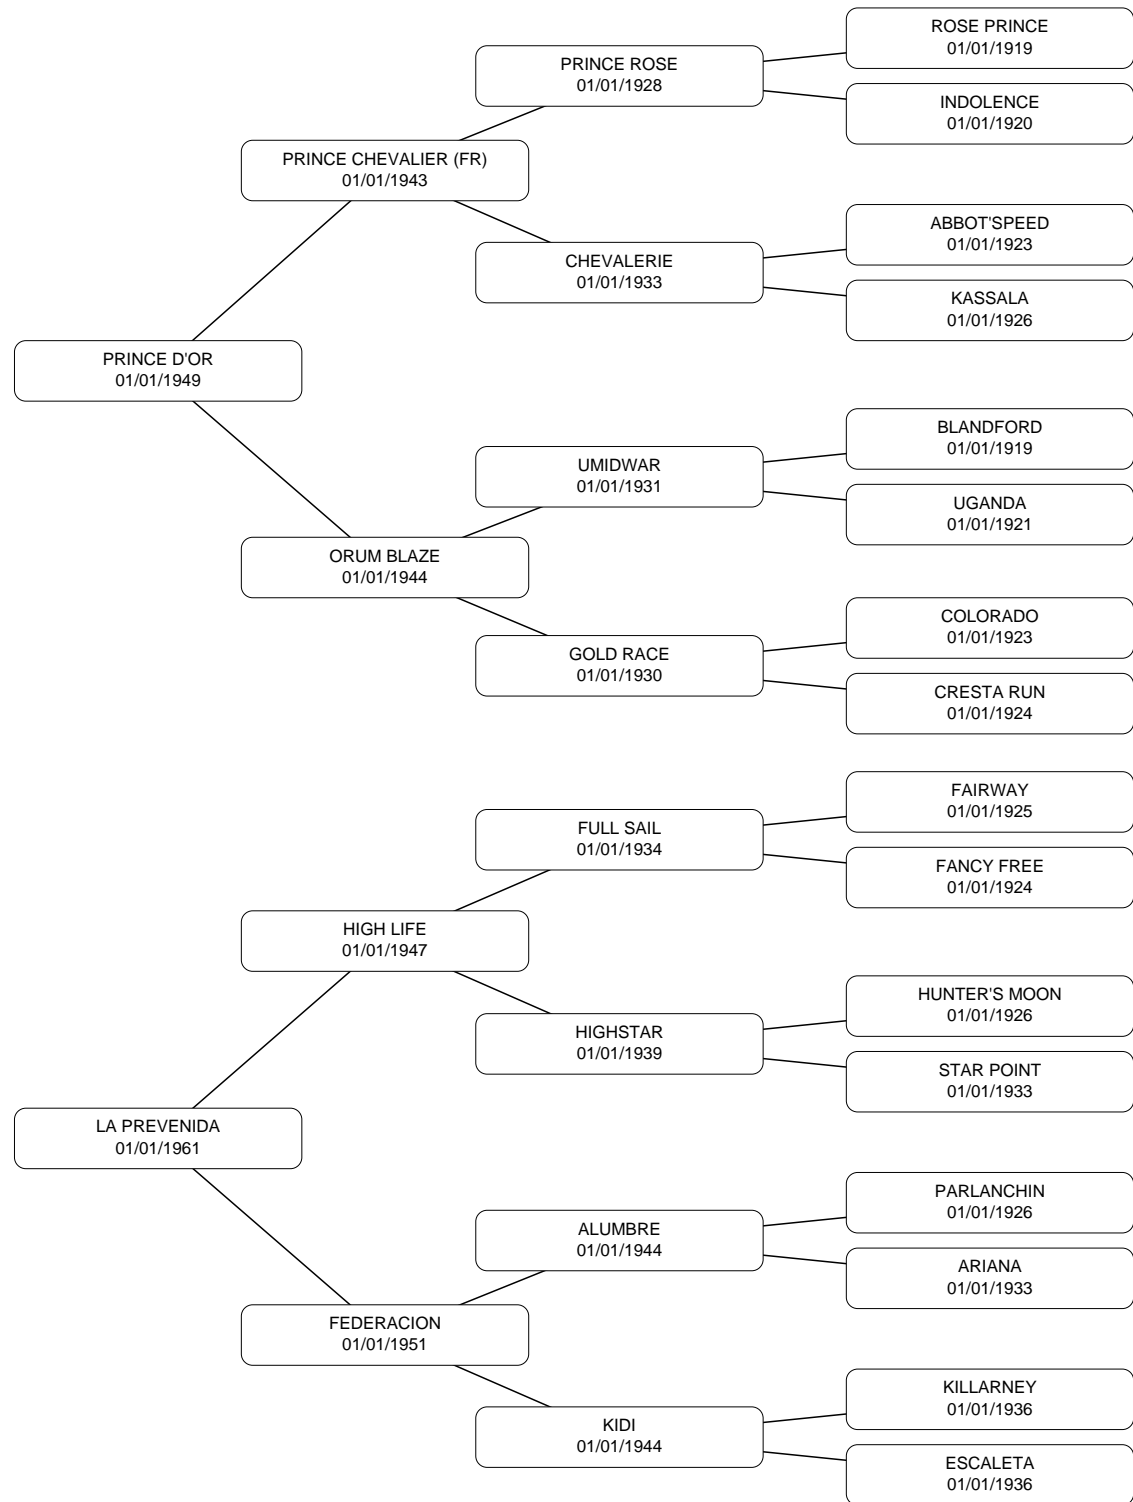 ROSE PRINCE
01/01/1919
PRINCE ROSE
01/01/1928
INDOLENCE
01/01/1920
PRINCE CHEVALIER (FR)
01/01/1943
ABBOT'SPEED
01/01/1923
CHEVALERIE
01/01/1933
KASSALA
01/01/1926
PRINCE D'OR
01/01/1949
BLANDFORD
01/01/1919
UMIDWAR
01/01/1931
UGANDA
01/01/1921
ORUM BLAZE
01/01/1944
COLORADO
01/01/1923
GOLD RACE
01/01/1930
CRESTA RUN
01/01/1924
FAIRWAY
01/01/1925
FULL SAIL
01/01/1934
FANCY FREE
01/01/1924
HIGH LIFE
01/01/1947
HUNTER'S MOON
01/01/1926
HIGHSTAR
01/01/1939
STAR POINT
01/01/1933
LA PREVENIDA
01/01/1961
PARLANCHIN
01/01/1926
ALUMBRE
01/01/1944
ARIANA
01/01/1933
FEDERACION
01/01/1951
KILLARNEY
01/01/1936
KIDI
01/01/1944
ESCALETA
01/01/1936